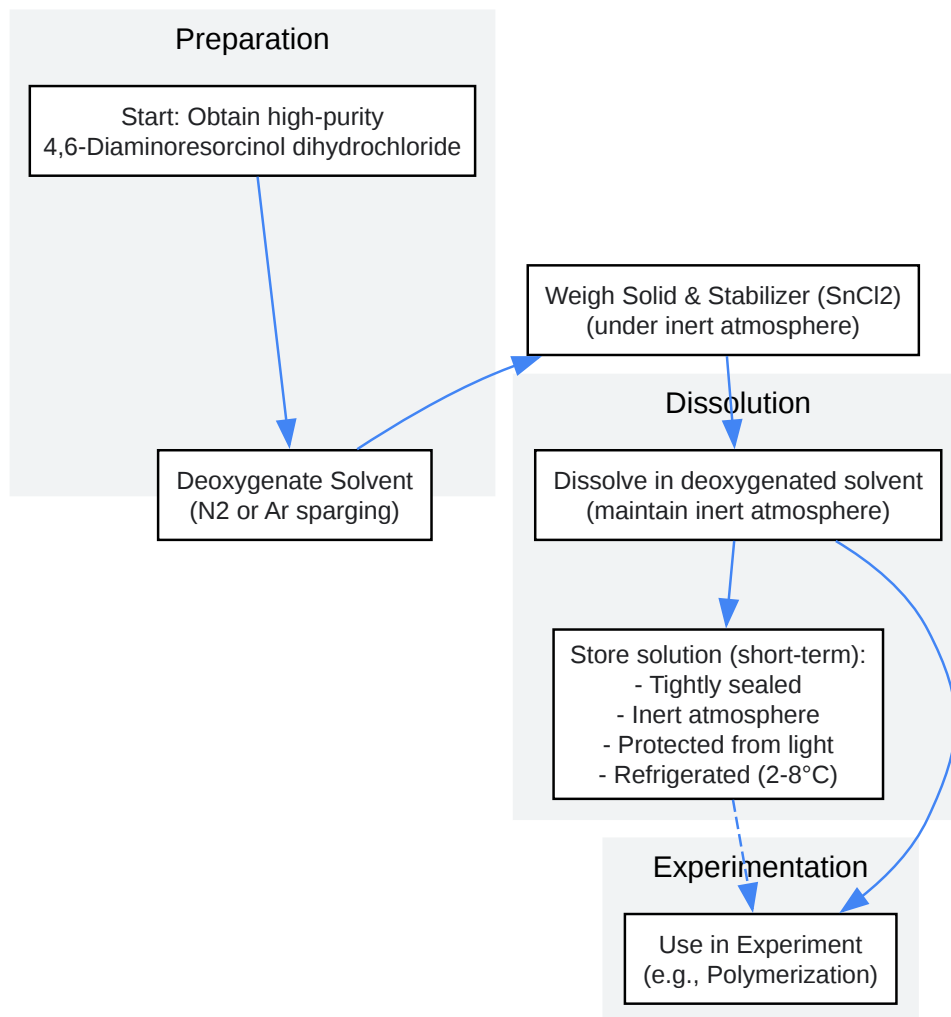 Preparation
Start: Obtain high-purity
4,6-Diaminoresorcinol dihydrochloride
Weigh Solid & Stabilizer (SnCl2)
(under inert atmosphere)
Dissolution
Deoxygenate Solvent
(N2 or Ar sparging)
Dissolve in deoxygenated solvent
(maintain inert atmosphere)
Store solution (short-term):
- Tightly sealed
- Inert atmosphere
- Protected from light
- Refrigerated (2-8°C)
Experimentation
Use in Experiment
(e.g., Polymerization)